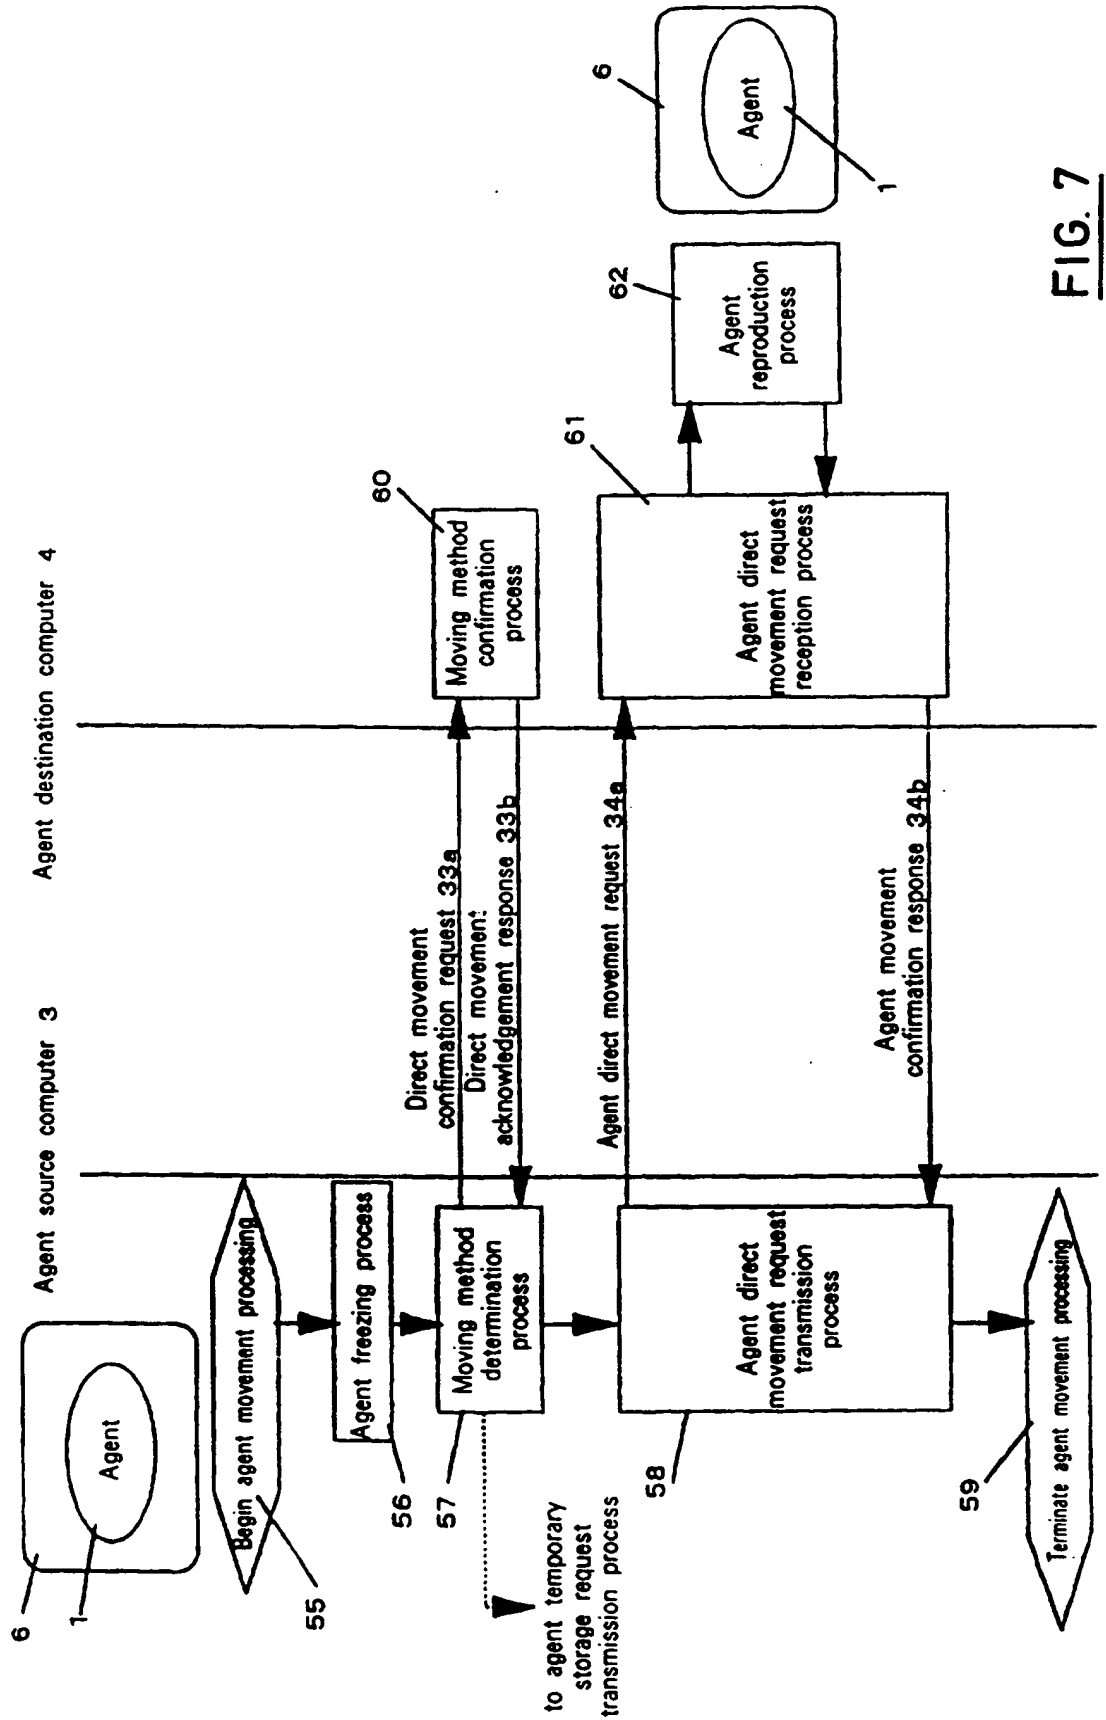 Agent source computer 3
Agent destination computer 4
6
1
Agent
Begin agent movement processing
55
Agent freezing process
56
Moving method
determination
process
57
to agent temporary
storage request
transmission process
Direct movement
confirmation request 33a
Direct movement
acknowledgement response 33b
60
Moving method
confirmation
process
Agent direct
movement request
transmission
process
58
Agent direct movement request 34a
Agent movement
confirmation response 34b
61
Agent direct
movement request
reception process
62
Agent
reproduction
process
6
Agent
1
59
Terminate agent movement processing
FIG. 7